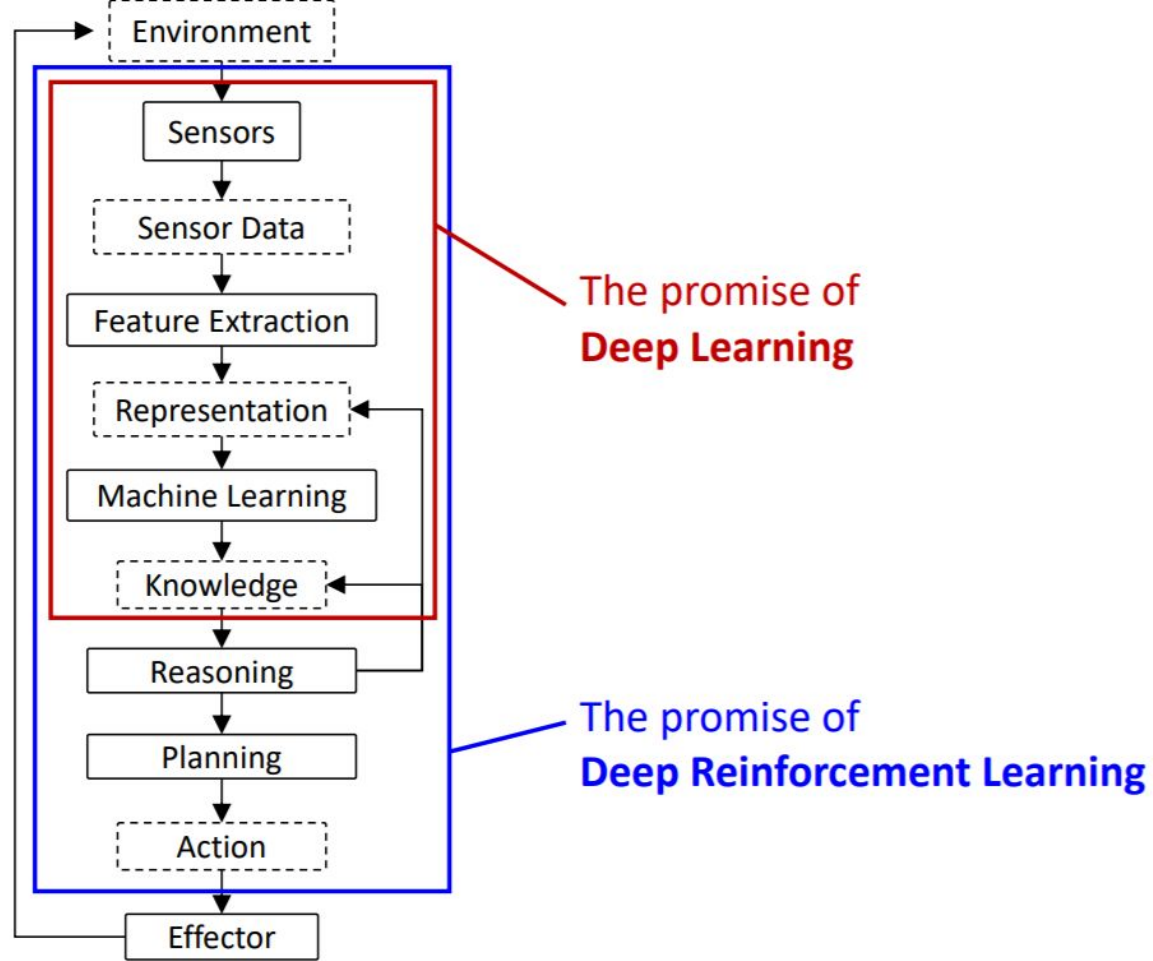 Environment
Sensors
Sensor Data
Feature Extraction
Representation
Machine Learning
Knowledge
Reasoning
Planning
Action
Effector
The promise of
Deep Learning
The promise of
Deep Reinforcement Learning